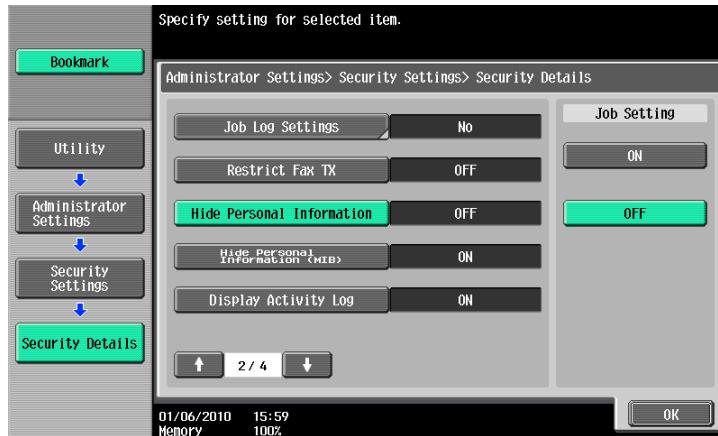 Specify setting for selected item.
Bookmark
Administrator Settings> Security Settings> Security Details
Utility
Administrator
Settings
Security
Settings
Security Details
Job Log Settings No
Restrict Fax TX OFF
Hide Personal Information OFF
Hide Personal
Information (MIB) ON
Display Activity Log ON
2/ 4
Job Setting
ON
OFF
01/06/2010 15:59
Memory 100%
OK